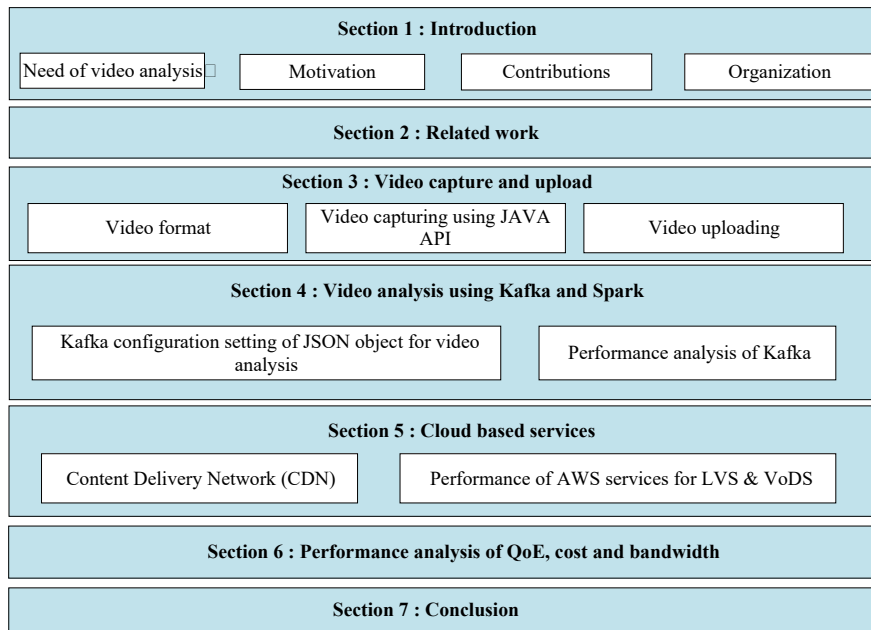 Section 1 : Introduction
Need of video analysis
Motivation
Contributions
Organization
Section 2 : Related work
Section 3 : Video capture and upload
Video format
Video capturing using JAVA
API
Video uploading
Section 4 : Video analysis using Kafka and Spark
Kafka configuration setting of JSON object for video
analysis
Performance analysis of Kafka
Section 5 : Cloud based services
Content Delivery Network (CDN)
Performance of AWS services for LVS & VoDS
Section 6 : Performance analysis of QoE, cost and bandwidth
Section 7 : Conclusion